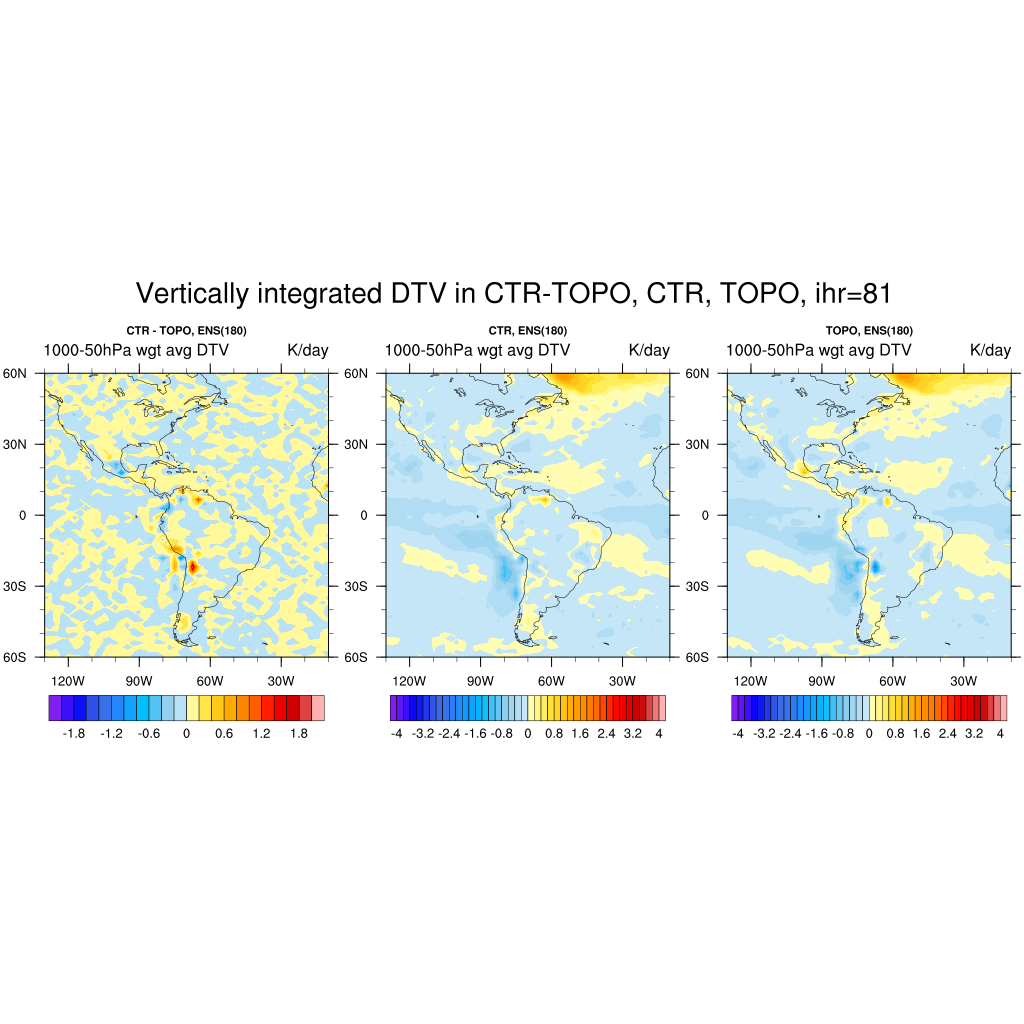 Vertically integrated DTV in CTR-TOPO, CTR, TOPO, ihr=81
CTR - TOPO, ENS(180)
1000-50hPa wgt avg DTV K/day
60N
30N
0
30S
60S
120W 90W 60W 30W
-1.8 -1.2 -0.6 0 0.6 1.2 1.8
CTR, ENS(180)
1000-50hPa wgt avg DTV K/day
60N
30N
0
30S
60S
120W 90W 60W 30W
-4 -3.2 -2.4 -1.6 -0.8 0 0.8 1.6 2.4 3.2 4
TOPO, ENS(180)
1000-50hPa wgt avg DTV K/day
60N
30N
0
30S
60S
120W 90W 60W 30W
-4 -3.2 -2.4 -1.6 -0.8 0 0.8 1.6 2.4 3.2 4